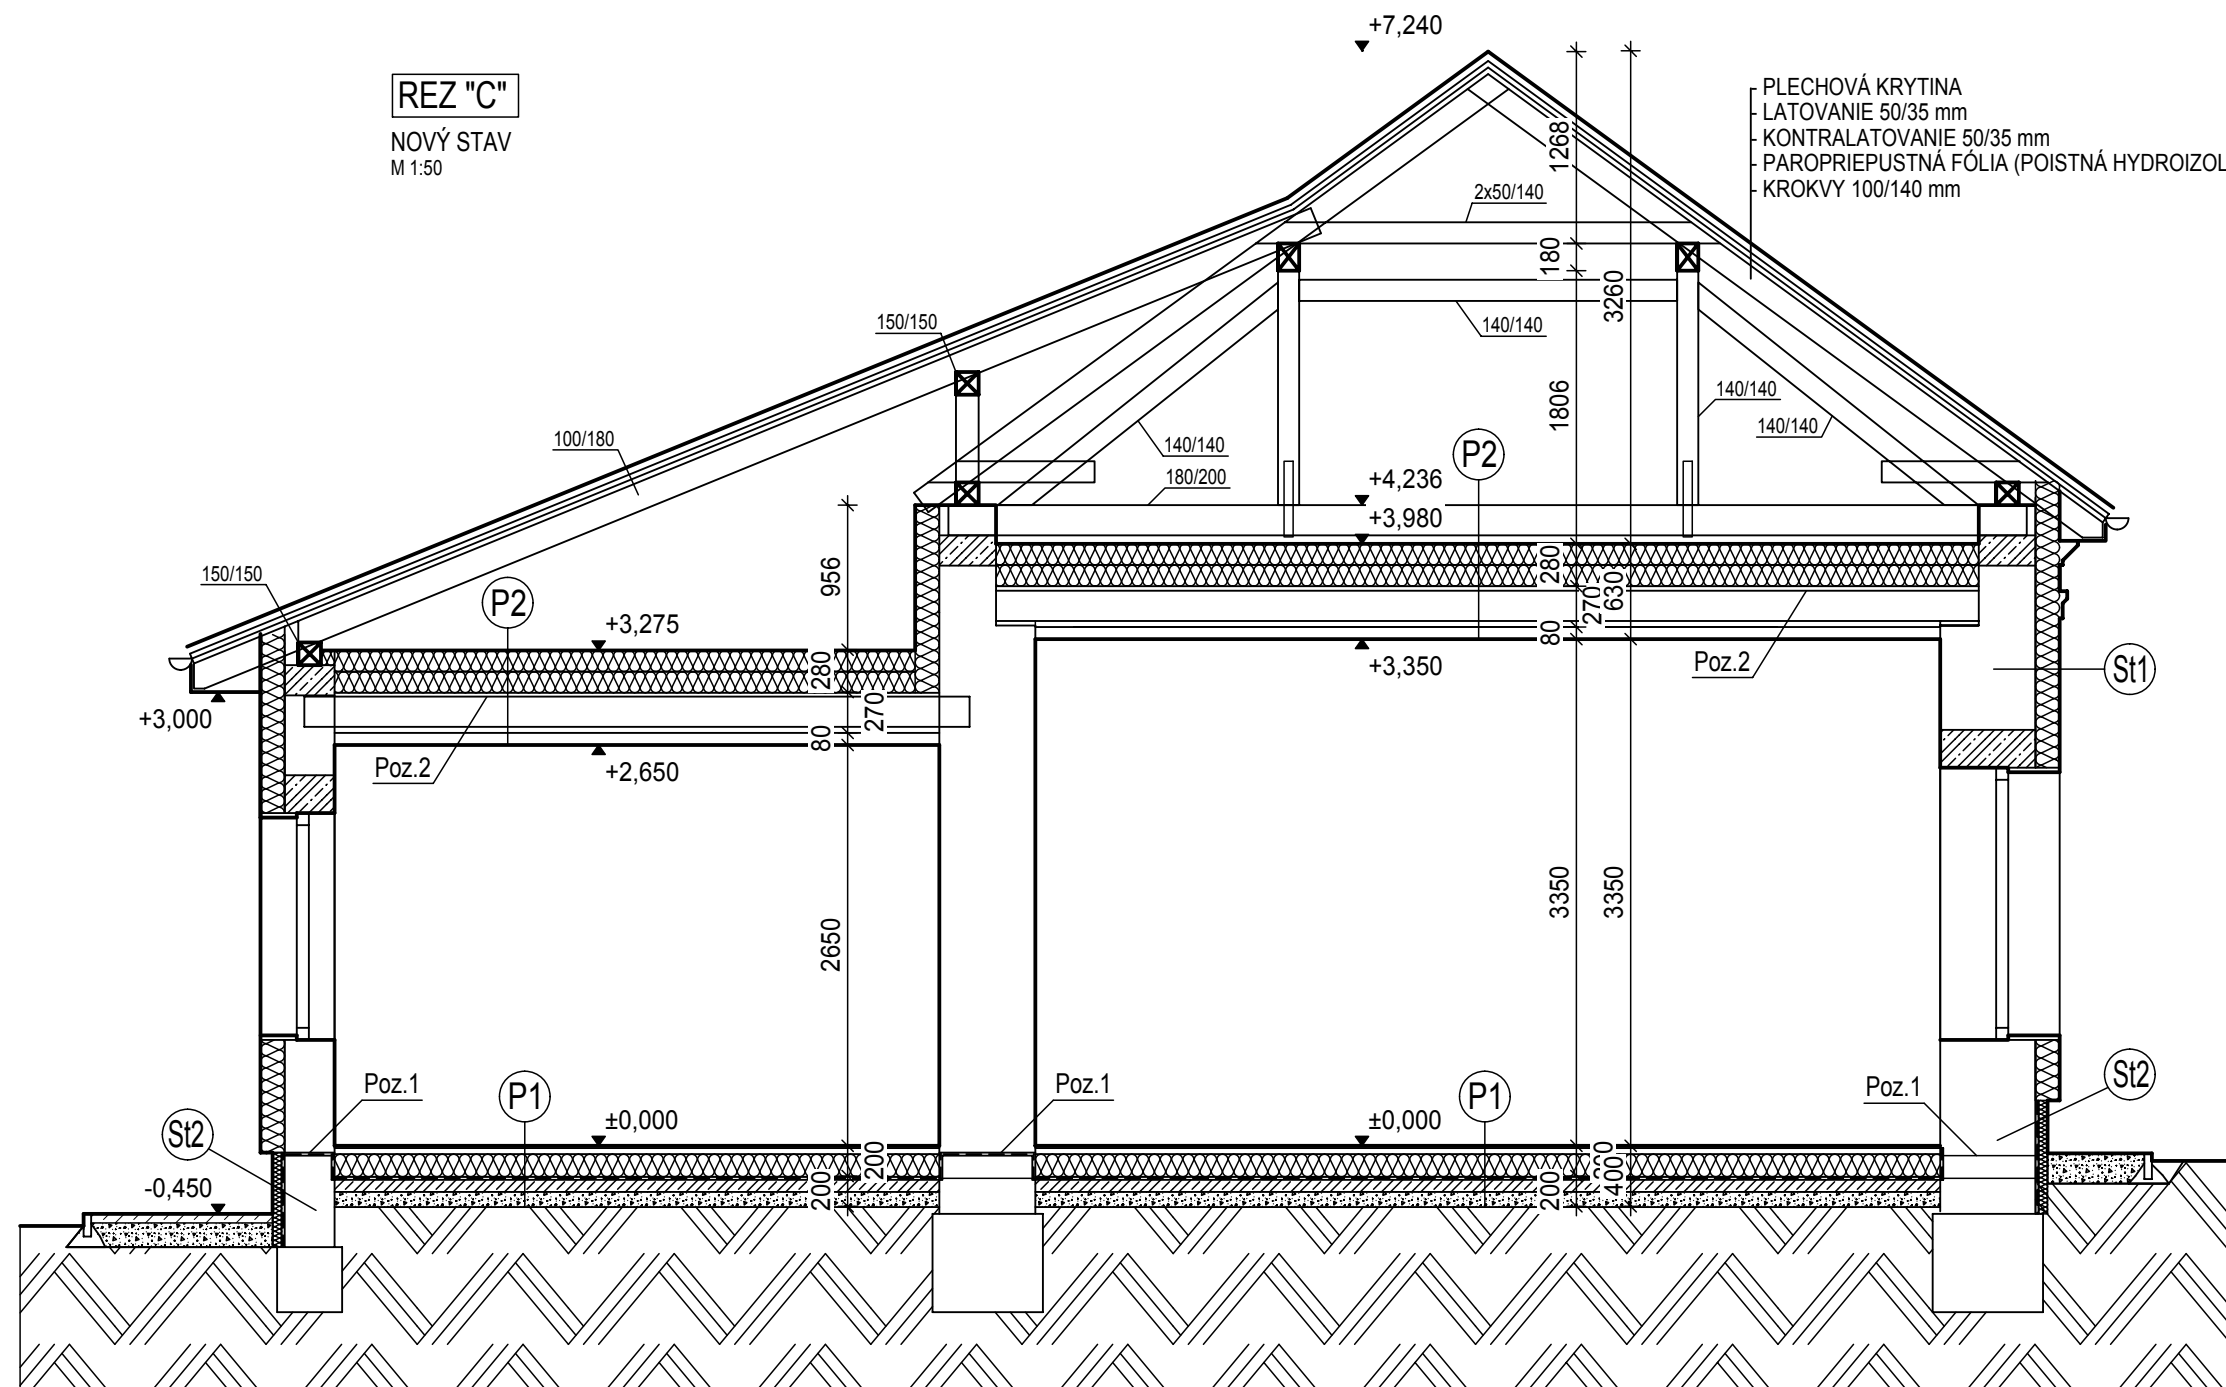 REZ "C"
NOVÝ STAV
M 1:50
+7,240
PLECHOVÁ KRYTINA
LATOVANIE 50/35 mm
KONTRALATOVANIE 50/35 mm
PAROPRIEPUSTNÁ FÓLIA (POISTNÁ HYDROIZOL
KROKVY 100/140 mm
1268
2x50/140
180
3260
150/150
140/140
1806
140/140
140/140
100/180
140/140
180/200
P2
+4,236
+3,980
956
150/150
P2
280
270
630
+3,275
80
+3,350
Poz.2
St1
280
270
+3,000
80
Poz.2
+2,650
2650
3350
3350
Poz.1
P1
±0,000
Poz.1
±0,000
P1
Poz.1
St2
St2
200
200
-0,450
200
400